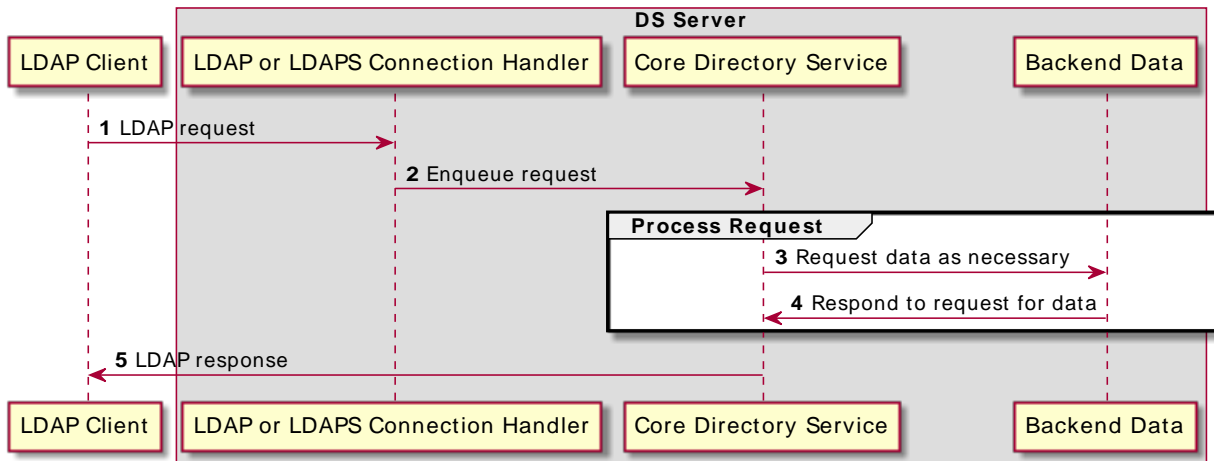 DS Server
LDAP Client
LDAP or LDAPS Connection Handler
Core Directory Service
Backend Data
1 LDAP request
2 Enqueue request
Process Request
3 Request data as necessary
4 Respond to request for data
5 LDAP response
LDAP Client
LDAP or LDAPS Connection Handler
Core Directory Service
Backend Data